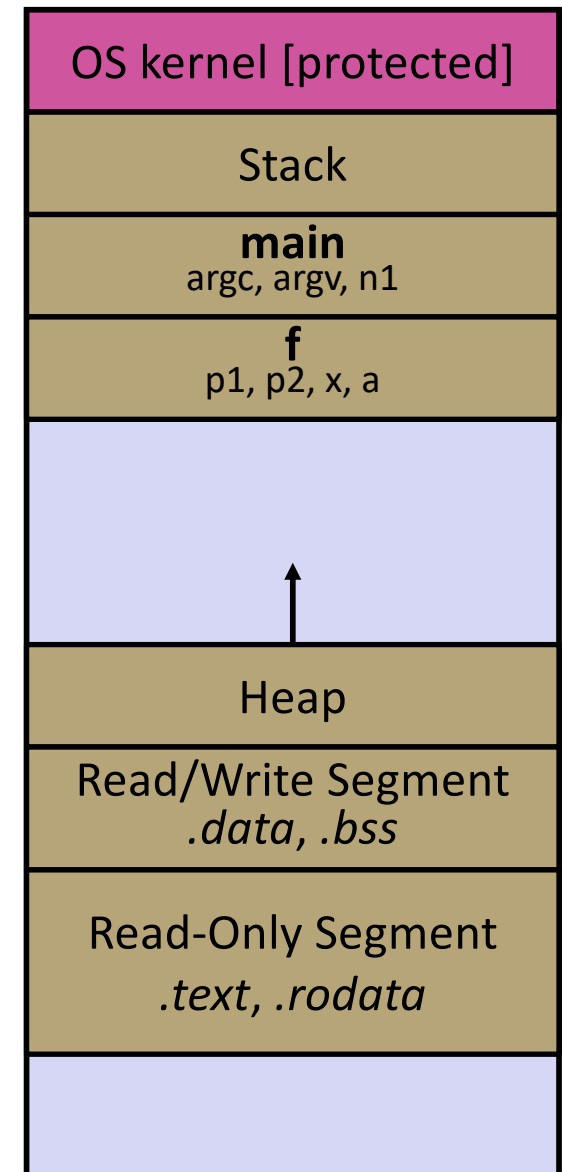 OS kernel [protected]
Stack
main
argc, argv, n1
f
p1, p2, x, a
Heap
Read/Write Segment
.data, .bss
Read-Only Segment
.text, .rodata